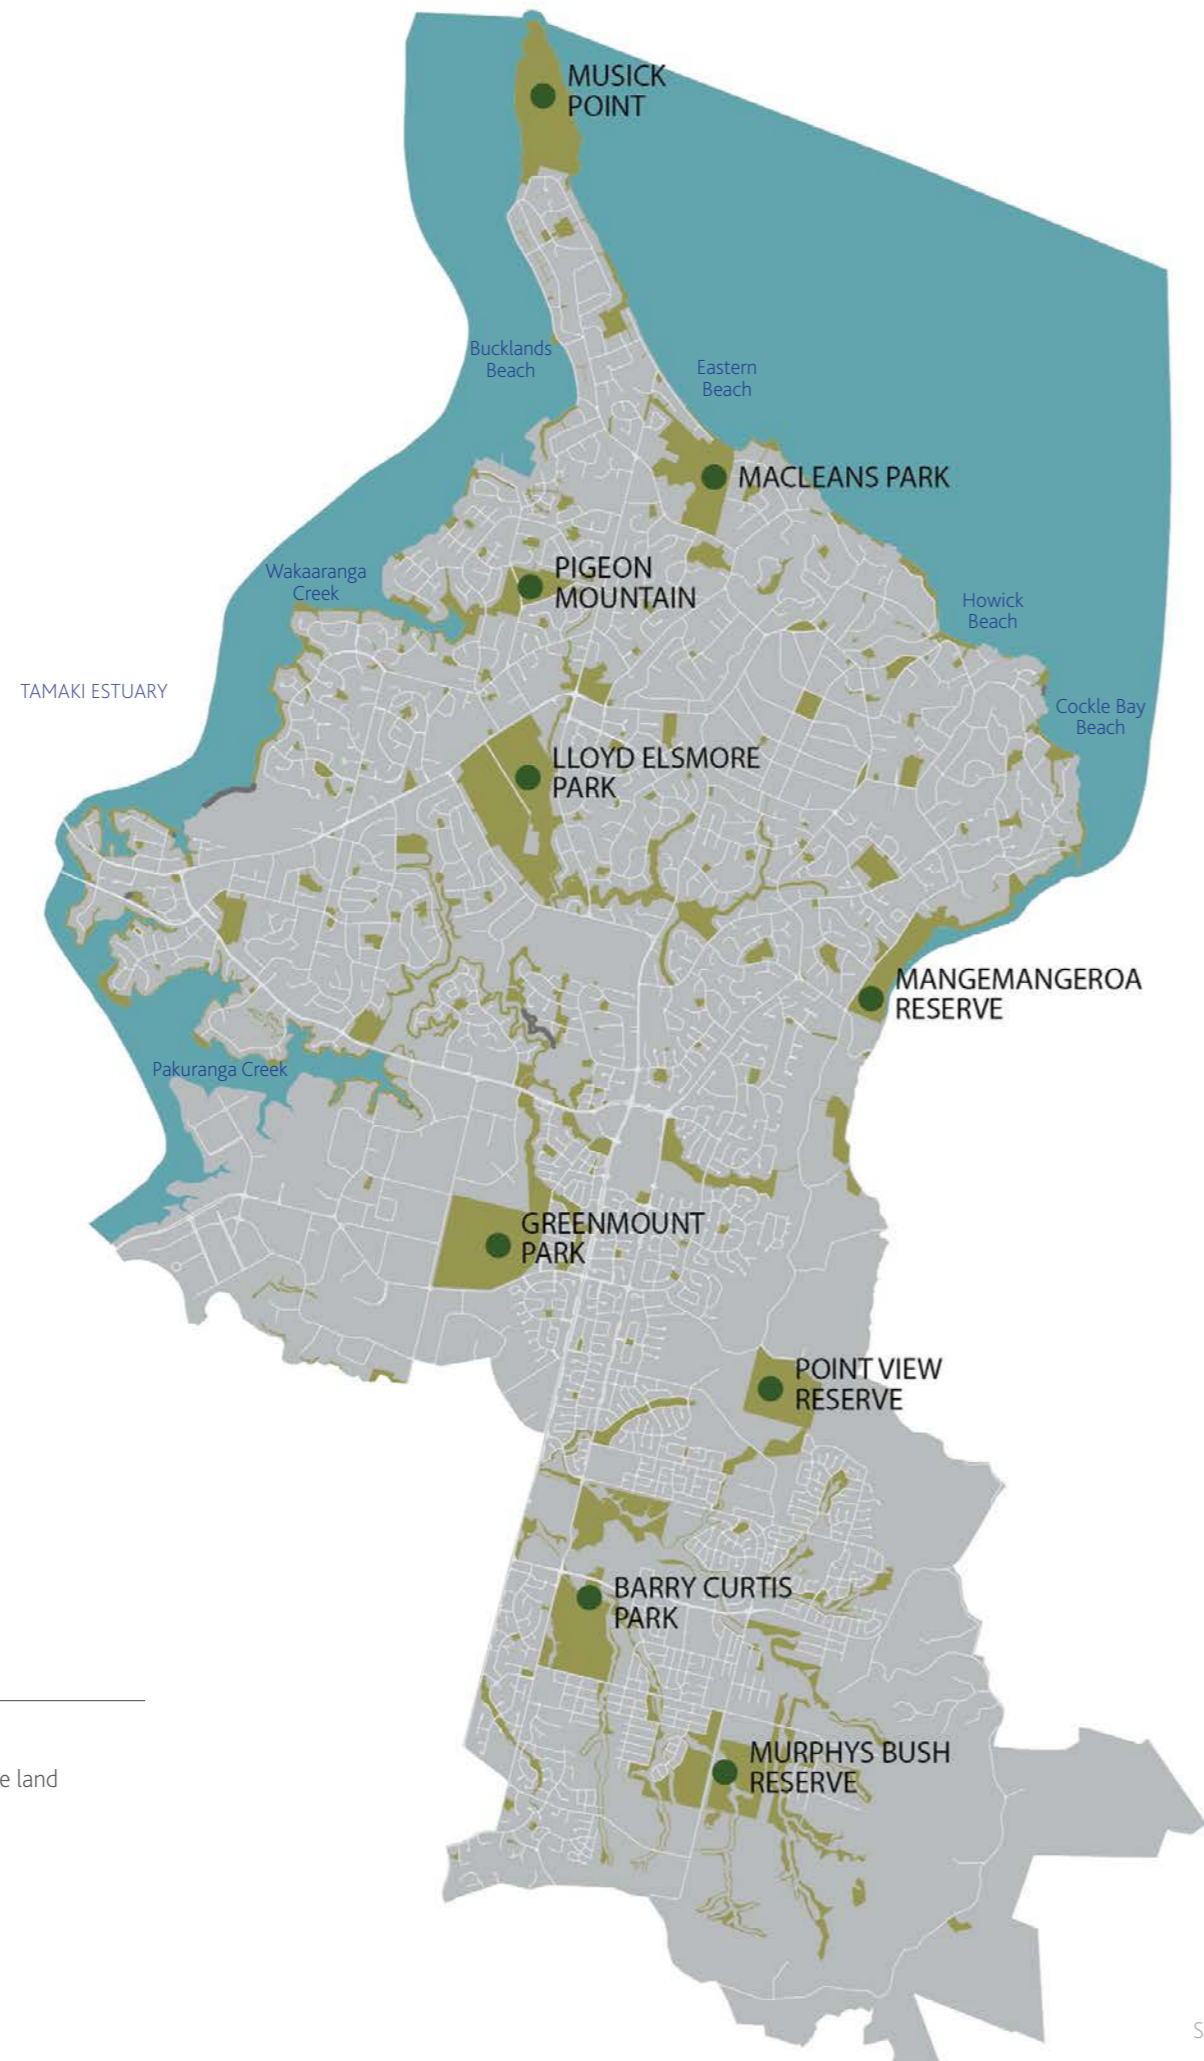 MUSICK
POINT
Bucklands
Beach
Eastern
Beach
MACLEANS PARK
PIGEON
MOUNTAIN
Wakaaranga
Creek
Howick
Beach
TAMAKI ESTUARY
Cockle Bay
Beach
LLOYD ELSMORE
PARK
MANGEMANGEROA
RESERVE
Pakuranga Creek
GREENMOUNT
PARK
POINT VIEW
RESERVE
BARRY CURTIS
PARK
MURPHYS BUSH
RESERVE
e land
S